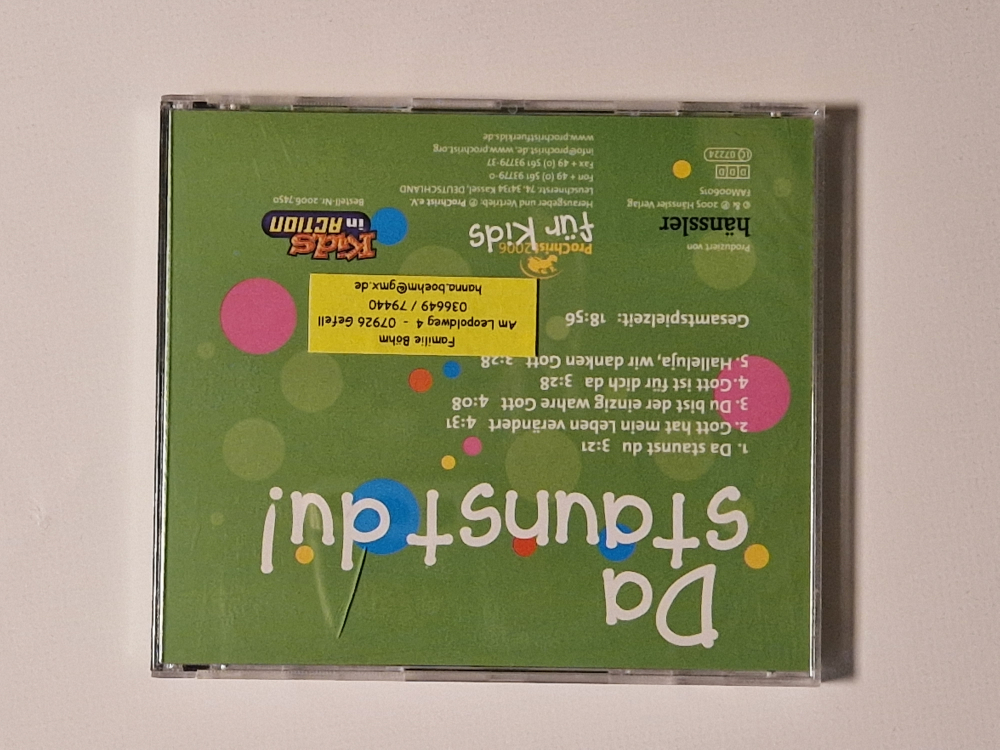 Da
staunst du!
1. Da staunst du 3:21
2. Gott hat mein Leben verändert 4:31
3. Du bist der einzig wahre Gott 4:08
4. Gott ist für dich da 3:28
5. Halleluja, wir danken Gott 3:28
Gesamtspielzeit: 18:56
Familie Böhm
Am Leopoldweg 4 - 07926 Gefell
036649 / 79440
hanna.boehm@gmx.de
Produziert von
hänssler
℗ & © 2005 Hänssler Verlag
FAM006015
DDD
LC 07224
ProChrist 2006
für Kids
Herausgeber und Vertrieb: ℗ ProChrist e.V.
Leuschnerstr. 74, 34134 Kassel, DEUTSCHLAND
Fon + 49 (0) 561 93779-0
Fax + 49 (0) 561 93779-37
info@prochrist.de, www.prochrist.org
www.prochristfuerkids.de
Kids
in ACTION
Bestell-Nr. 2006.7450